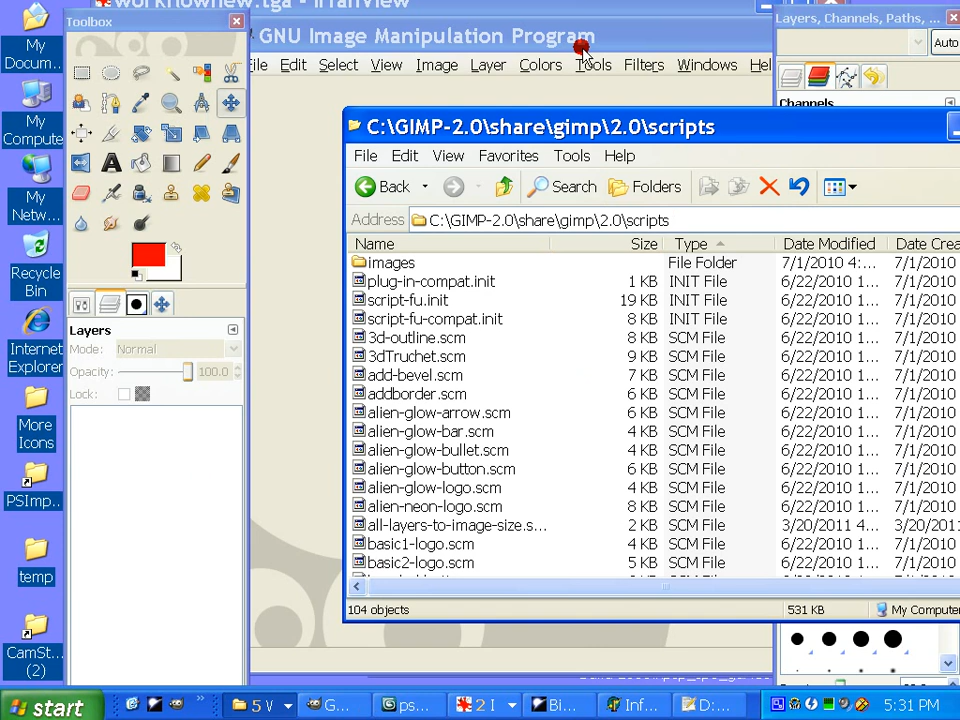 worknownew.tga - IrfanView
Toolbox
GNU Image Manipulation Program
Layers, Channels, Paths, ...
Auto
File Edit Select View Image Layer Colors Tools Filters Windows Hel
Channels
My
Docum...
My
Computer
My
Netw...
Recycle
Bin
Internet
Explorer
More
Icons
PSImp...
temp
CamSt...
(2)
Layers
Mode: Normal
Opacity: 100.0
Lock:
C:\GIMP-2.0\share\gimp\2.0\scripts
File Edit View Favorites Tools Help
Back Search Folders
Address C:\GIMP-2.0\share\gimp\2.0\scripts
Name Size Type Date Modified Date Crea
images File Folder 7/1/2010 4:... 7/1/2010
plug-in-compat.init 1 KB INIT File 6/22/2010 1... 7/1/2010
script-fu.init 19 KB INIT File 6/22/2010 1... 7/1/2010
script-fu-compat.init 8 KB INIT File 6/22/2010 1... 7/1/2010
3d-outline.scm 8 KB SCM File 6/22/2010 1... 7/1/2010
3dTruchet.scm 9 KB SCM File 6/22/2010 1... 7/1/2010
add-bevel.scm 7 KB SCM File 6/22/2010 1... 7/1/2010
addborder.scm 6 KB SCM File 6/22/2010 1... 7/1/2010
alien-glow-arrow.scm 6 KB SCM File 6/22/2010 1... 7/1/2010
alien-glow-bar.scm 4 KB SCM File 6/22/2010 1... 7/1/2010
alien-glow-bullet.scm 4 KB SCM File 6/22/2010 1... 7/1/2010
alien-glow-button.scm 6 KB SCM File 6/22/2010 1... 7/1/2010
alien-glow-logo.scm 4 KB SCM File 6/22/2010 1... 7/1/2010
alien-neon-logo.scm 6 KB SCM File 6/22/2010 1... 7/1/2010
all-layers-to-image-size.s... 2 KB SCM File 3/20/2011 4... 3/20/2011
basic1-logo.scm 4 KB SCM File 6/22/2010 1... 7/1/2010
basic2-logo.scm 5 KB SCM File 6/22/2010 1... 7/1/2010
104 objects 531 KB My Computer
start 5 V G... ps... 2 I Bi... Inf... D:... 5:31 PM